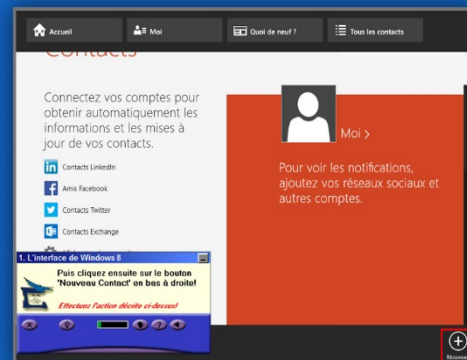 Accueil
Moi
Quoi de neuf ?
Tous les contacts
Contacts
Connectez vos comptes pour
obtenir automatiquement les
informations et les mises à
jour de vos contacts.
in Contacts LinkedIn
f Amis Facebook
Contacts Twitter
Contacts Exchange
Moi >
Pour voir les notifications,
ajoutez vos réseaux sociaux et
autres comptes.
1. L'interface de Windows 8
Puis cliquez ensuite sur le bouton
'Nouveau Contact' en bas à droite!
Effectuez l'action décrite ci-dessus!
Nouveau